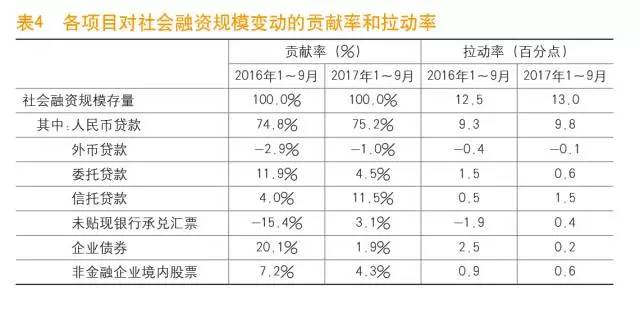 表4 各项目对社会融资规模变动的贡献率和拉动率
贡献率（%） 拉动率（百分点）
2016年1～9月 2017年1～9月 2016年1～9月 2017年1～9月
社会融资规模存量 100.0% 100.0% 12.5 13.0
其中:人民币贷款 74.8% 75.2% 9.3 9.8
外币贷款 −2.9% −1.0% −0.4 −0.1
委托贷款 11.9% 4.5% 1.5 0.6
信托贷款 4.0% 11.5% 0.5 1.5
未贴现银行承兑汇票 −15.4% 3.1% −1.9 0.4
企业债券 20.1% 1.9% 2.5 0.2
非金融企业境内股票 7.2% 4.3% 0.9 0.6